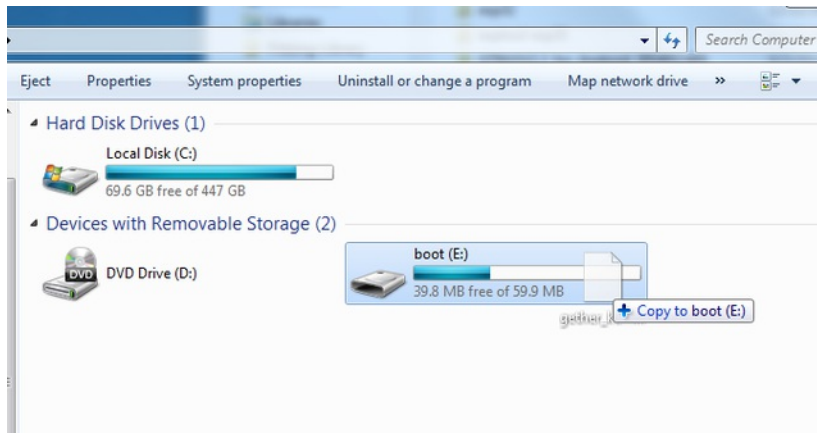 Search Computer
Eject Properties System properties Uninstall or change a program Map network drive »
Hard Disk Drives (1)
Local Disk (C:)
69.6 GB free of 447 GB
Devices with Removable Storage (2)
DVD
DVD Drive (D:)
boot (E:)
39.8 MB free of 59.9 MB
Copy to boot (E:)